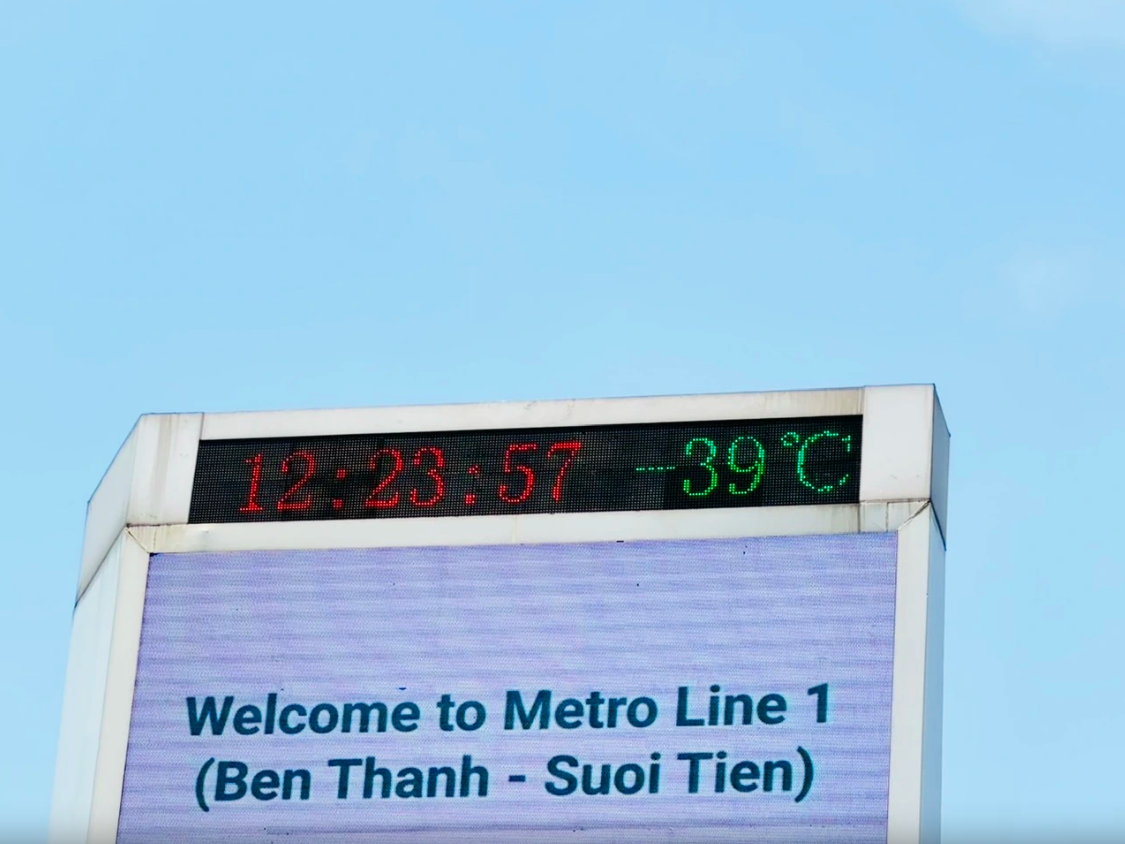 12:23:57 -39℃
Welcome to Metro Line 1
(Ben Thanh - Suoi Tien)